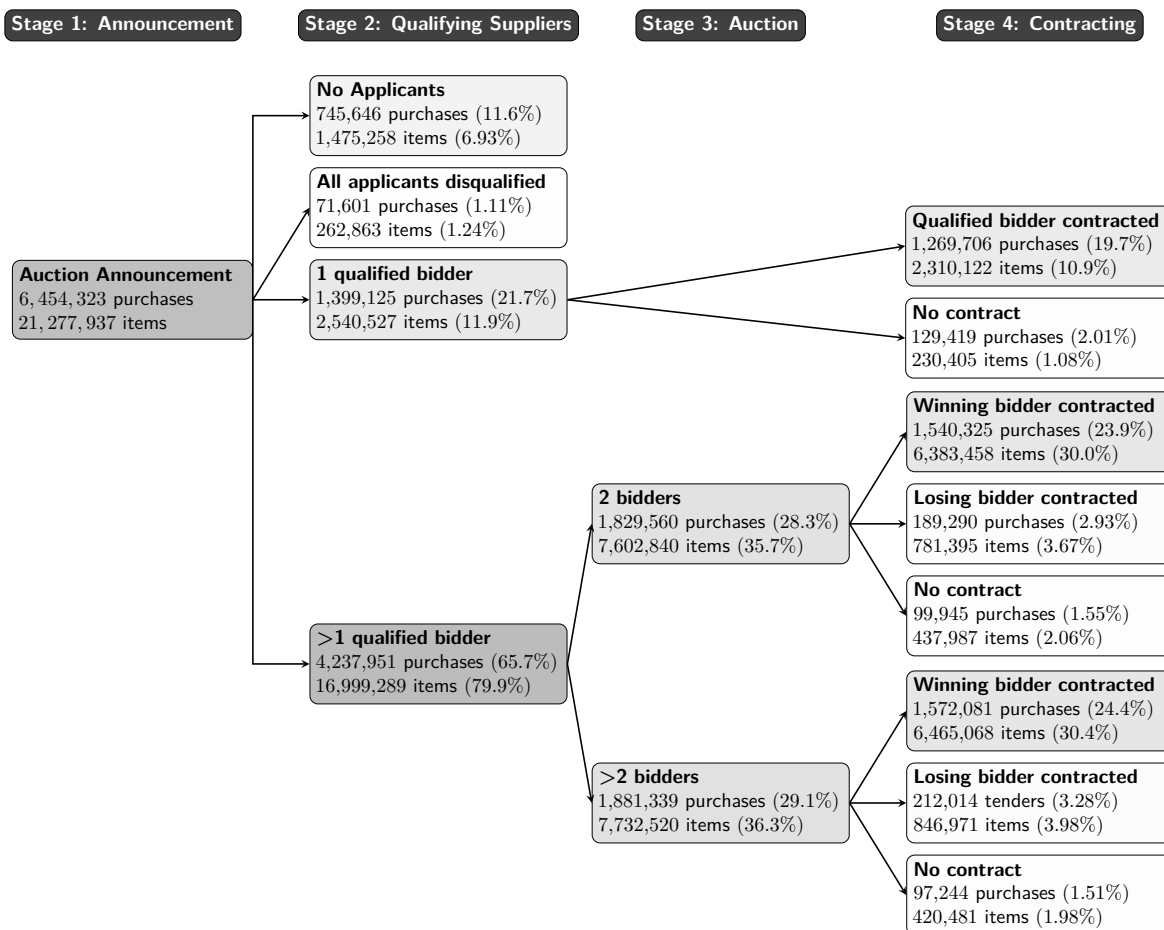 Stage 1: Announcement
Stage 2: Qualifying Suppliers
Stage 3: Auction
Stage 4: Contracting
Auction Announcement
6, 454, 323 purchases
21, 277, 937 items
No Applicants
745,646 purchases (11.6%)
1,475,258 items (6.93%)
All applicants disqualified
71,601 purchases (1.11%)
262,863 items (1.24%)
1 qualified bidder
1,399,125 purchases (21.7%)
2,540,527 items (11.9%)
>1 qualified bidder
4,237,951 purchases (65.7%)
16,999,289 items (79.9%)
2 bidders
1,829,560 purchases (28.3%)
7,602,840 items (35.7%)
>2 bidders
1,881,339 purchases (29.1%)
7,732,520 items (36.3%)
Qualified bidder contracted
1,269,706 purchases (19.7%)
2,310,122 items (10.9%)
No contract
129,419 purchases (2.01%)
230,405 items (1.08%)
Winning bidder contracted
1,540,325 purchases (23.9%)
6,383,458 items (30.0%)
Losing bidder contracted
189,290 purchases (2.93%)
781,395 items (3.67%)
No contract
99,945 purchases (1.55%)
437,987 items (2.06%)
Winning bidder contracted
1,572,081 purchases (24.4%)
6,465,068 items (30.4%)
Losing bidder contracted
212,014 tenders (3.28%)
846,971 items (3.98%)
No contract
97,244 purchases (1.51%)
420,481 items (1.98%)